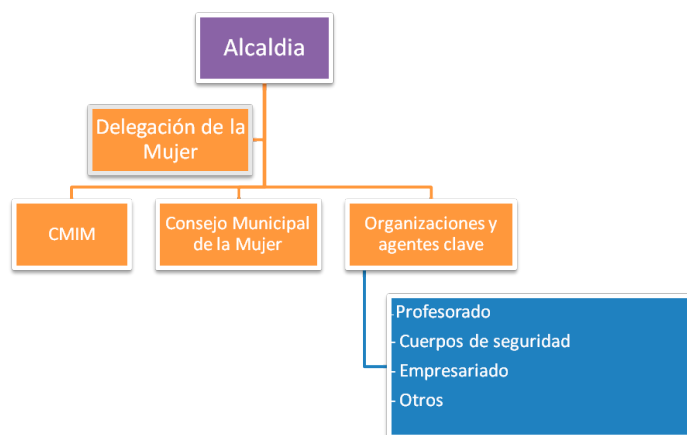 Alcaldia
Delegación de la
Mujer
CMIM
Consejo Municipal
de la Mujer
Organizaciones y
agentes clave
-Profesorado
- Cuerpos de seguridad
- Empresariado
- Otros